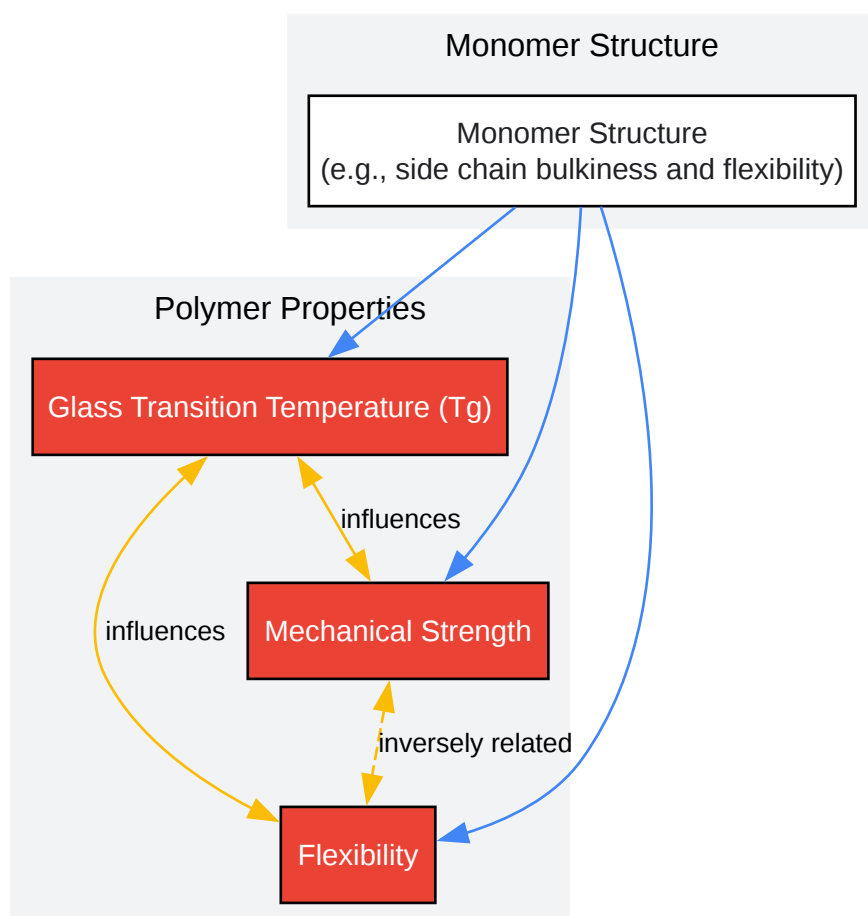 Monomer Structure
Monomer Structure
(e.g., side chain bulkiness and flexibility)
Polymer Properties
Glass Transition Temperature (Tg)
influences
Mechanical Strength
influences
inversely related
Flexibility